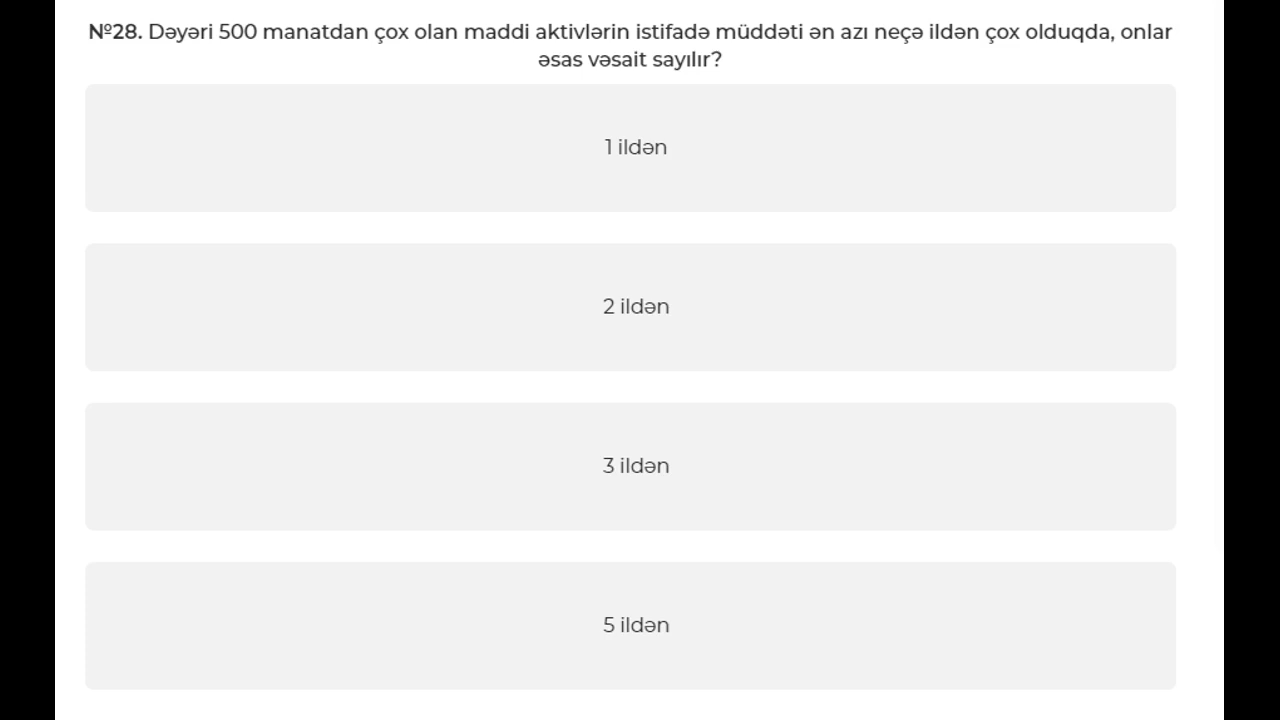 №28. Dəyəri 500 manatdan çox olan maddi aktivlərin istifadə müddəti ən azı neçə ildən çox olduqda, onlar
əsas vəsait sayılır?
1 ildən
2 ildən
3 ildən
5 ildən